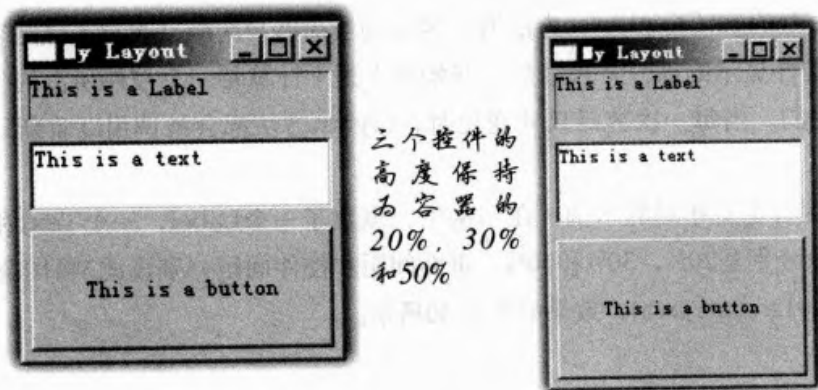 My Layout
This is a Label
This is a text
This is a button
三个控件的
高度保持
为容器的
20%，30%
和50%
My Layout
This is a Label
This is a text
This is a button